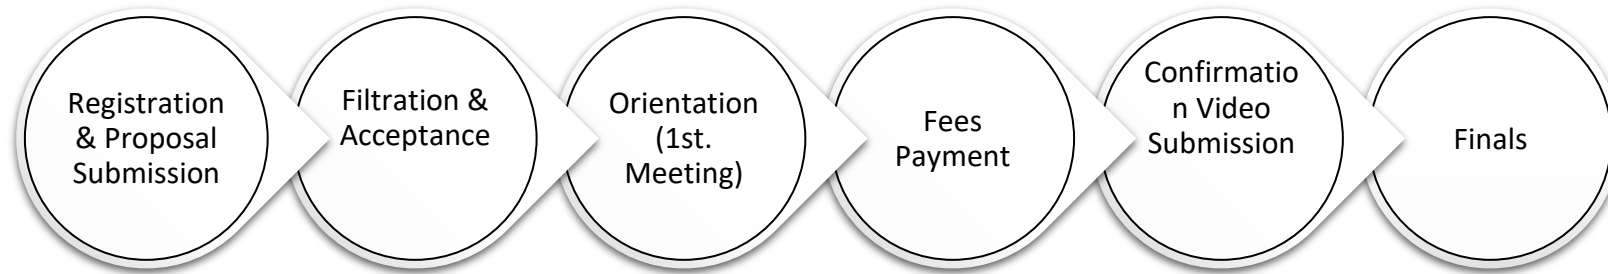 Registration
& Proposal
Submission
Filtration &
Acceptance
Orientation
(1st.
Meeting)
Fees
Payment
Confirmatio
n Video
Submission
Finals